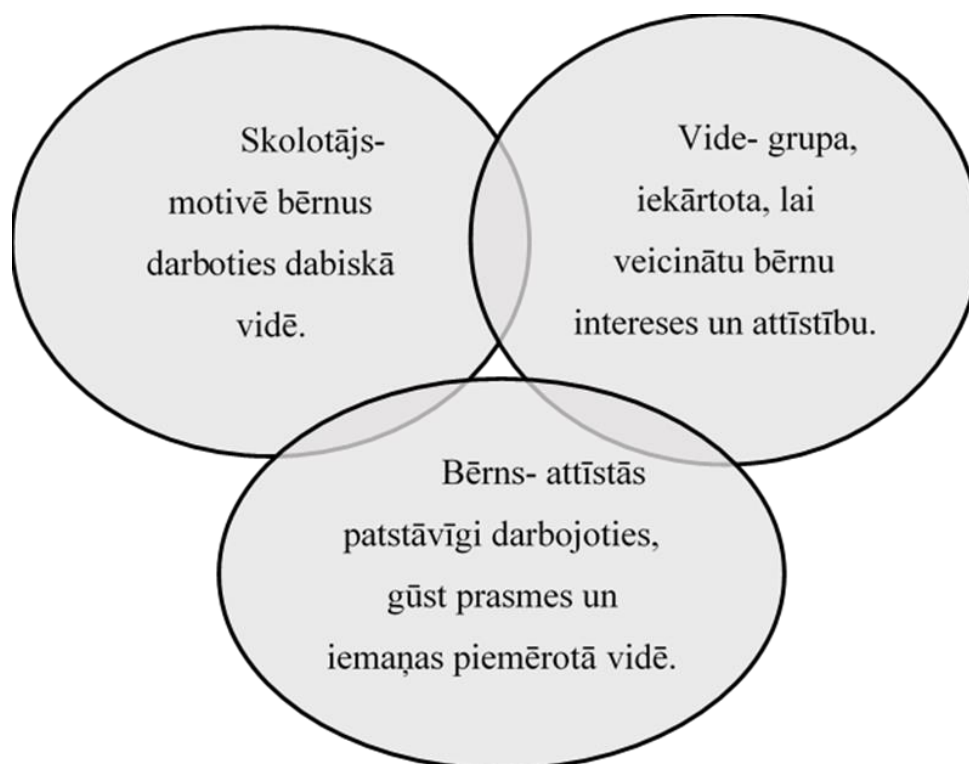 Skolotājs-
motivē bērnus
darboties dabiskā
vidē.
Vide- grupa,
iekārtota, lai
veicinātu bērnu
intereses un attīstību.
Bērns- attīstās
patstāvīgi darbojoties,
gūst prasmes un
iemaņas piemērotā vidē.